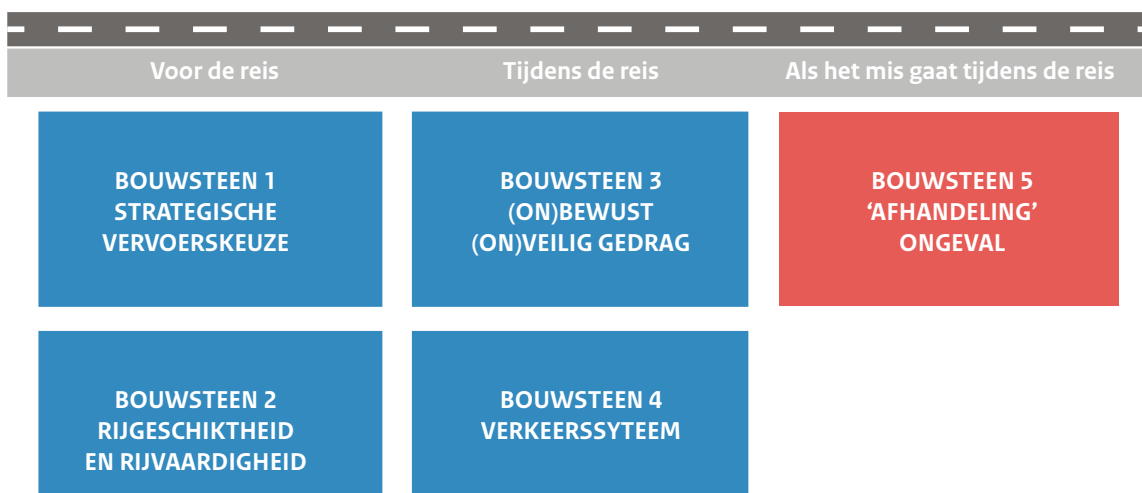 Voor de reis
Tijdens de reis
Als het mis gaat tijdens de reis
BOUWSTEEN 1
STRATEGISCHE
VERVOERSKEUZE
BOUWSTEEN 3
(ON)BEWUST
(ON)VEILIG GEDRAG
BOUWSTEEN 5
‘AFHANDELING’
ONGEVAL
BOUWSTEEN 2
RIJGESCHIKTHEID
EN RIJVAARDIGHEID
BOUWSTEEN 4
VERKEERSSYTEEM